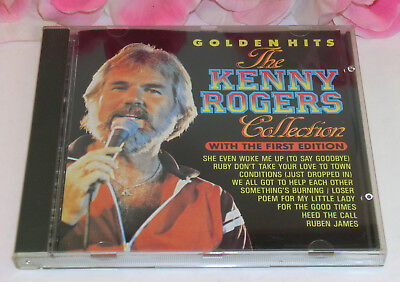 GOLDEN HITS
The
KENNY
ROGERS
Collection
WITH THE FIRST EDITION
SHE EVEN WOKE ME UP (TO SAY GOODBYE)
RUBY DON'T TAKE YOUR LOVE TO TOWN
CONDITIONS (JUST DROPPED IN)
WE ALL GOT TO HELP EACH OTHER
SOMETHING'S BURNING / LOSER
POEM FOR MY LITTLE LADY
FOR THE GOOD TIMES
HEED THE CALL
RUBEN JAMES